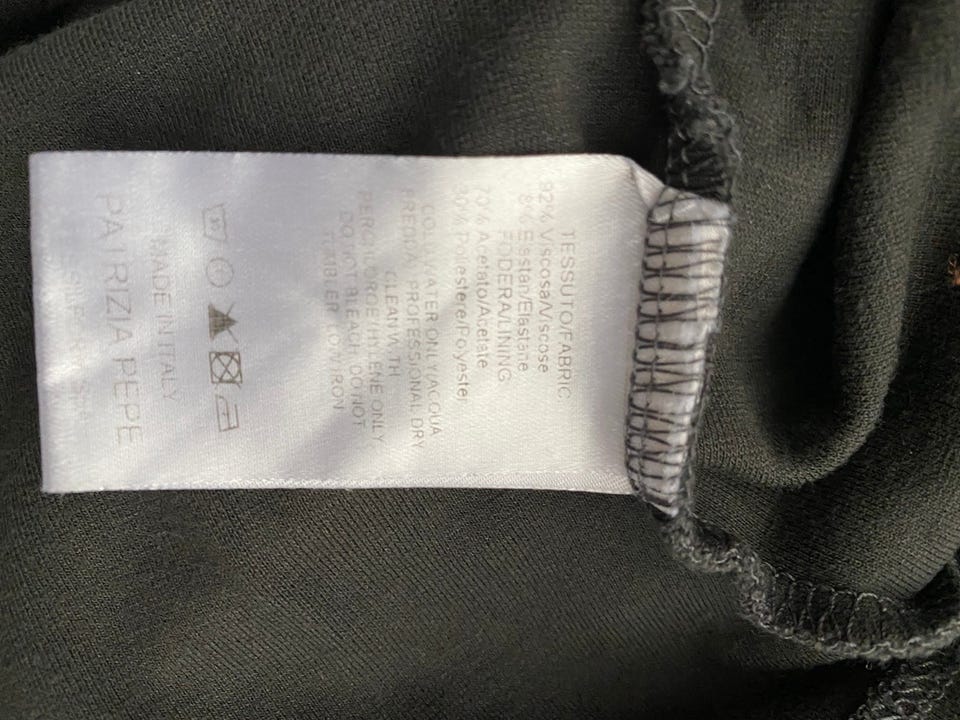 TESSUTO/FABRIC
92% Viscosa/Viscose
8% Elastan/Elastane
FODERA/LINING
70% Acetato/Acetate
30% Poliestere/Polyester
WATER ONLY/ACQUA
FREDDA PROFESSIONAL DRY
CLEAN WITH
PERCHLOROETHYLENE ONLY
DO NOT BLEACH DO NOT
TUMBLER LOW IRON
MADE IN ITALY
PATRIZIA PEPE